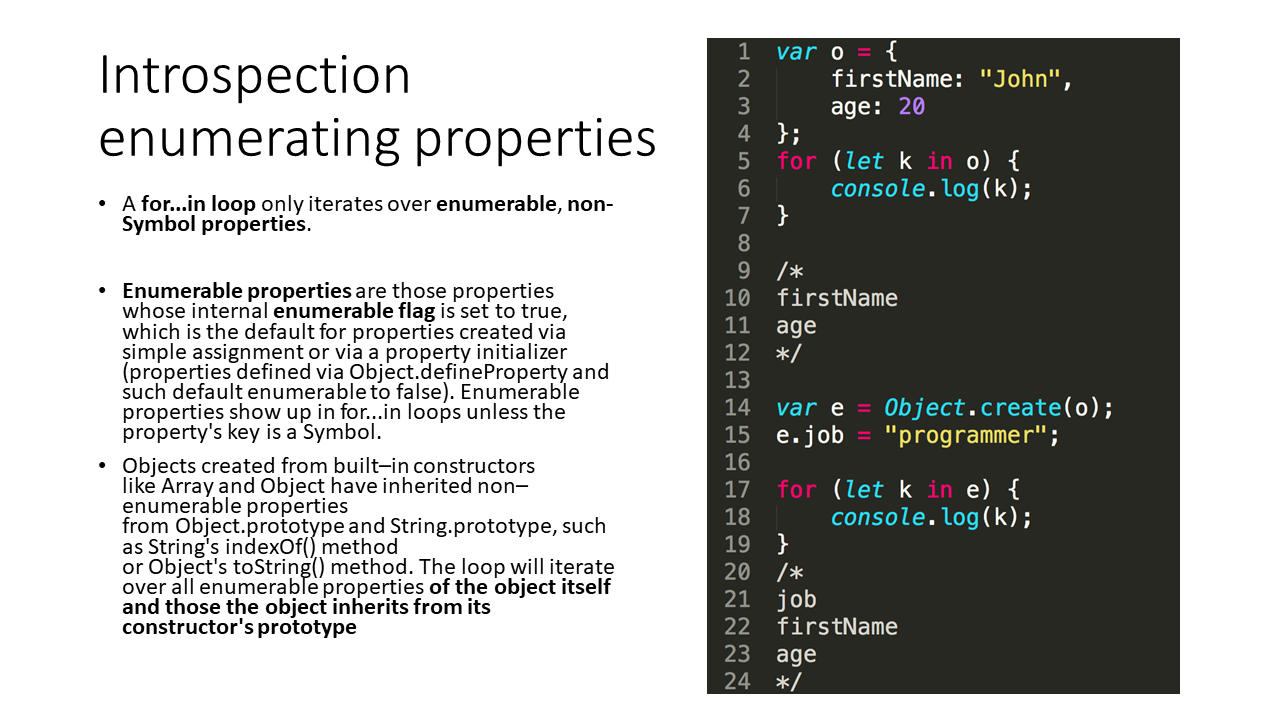 Introspection
enumerating properties
• A for...in loop only iterates over enumerable, non-
Symbol properties.
• Enumerable properties are those properties
whose internal enumerable flag is set to true,
which is the default for properties created via
simple assignment or via a property initializer
(properties defined via Object.defineProperty and
such default enumerable to false). Enumerable
properties show up in for...in loops unless the
property's key is a Symbol.
• Objects created from built–in constructors
like Array and Object have inherited non–
enumerable properties
from Object.prototype and String.prototype, such
as String's indexOf() method
or Object's toString() method. The loop will iterate
over all enumerable properties of the object itself
and those the object inherits from its
constructor's prototype
1 var o = {
2     firstName: "John",
3     age: 20
4 };
5 for (let k in o) {
6     console.log(k);
7 }
8
9 /*
10 firstName
11 age
12 */
13
14 var e = Object.create(o);
15 e.job = "programmer";
16
17 for (let k in e) {
18     console.log(k);
19 }
20 /*
21 job
22 firstName
23 age
24 */